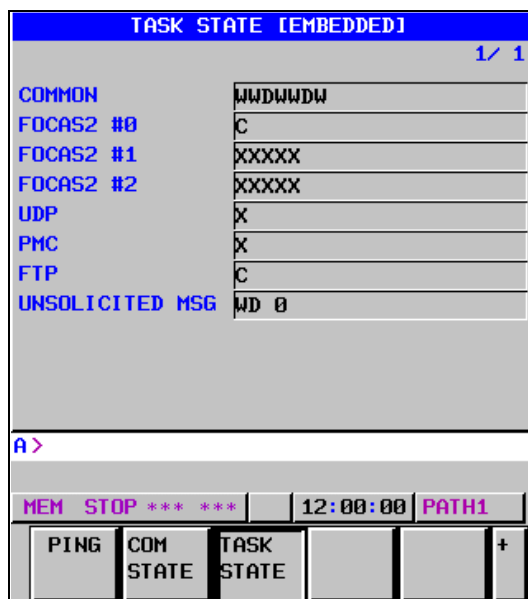 TASK STATE [EMBEDDED]
1/ 1
COMMON WWDWWDW
FOCAS2 #0 C
FOCAS2 #1 XXXXX
FOCAS2 #2 XXXXX
UDP X
PMC X
FTP C
UNSOLICITED MSG WD 0
A>
MEM STOP *** *** 12:00:00 PATH1
PING COM STATE TASK STATE +